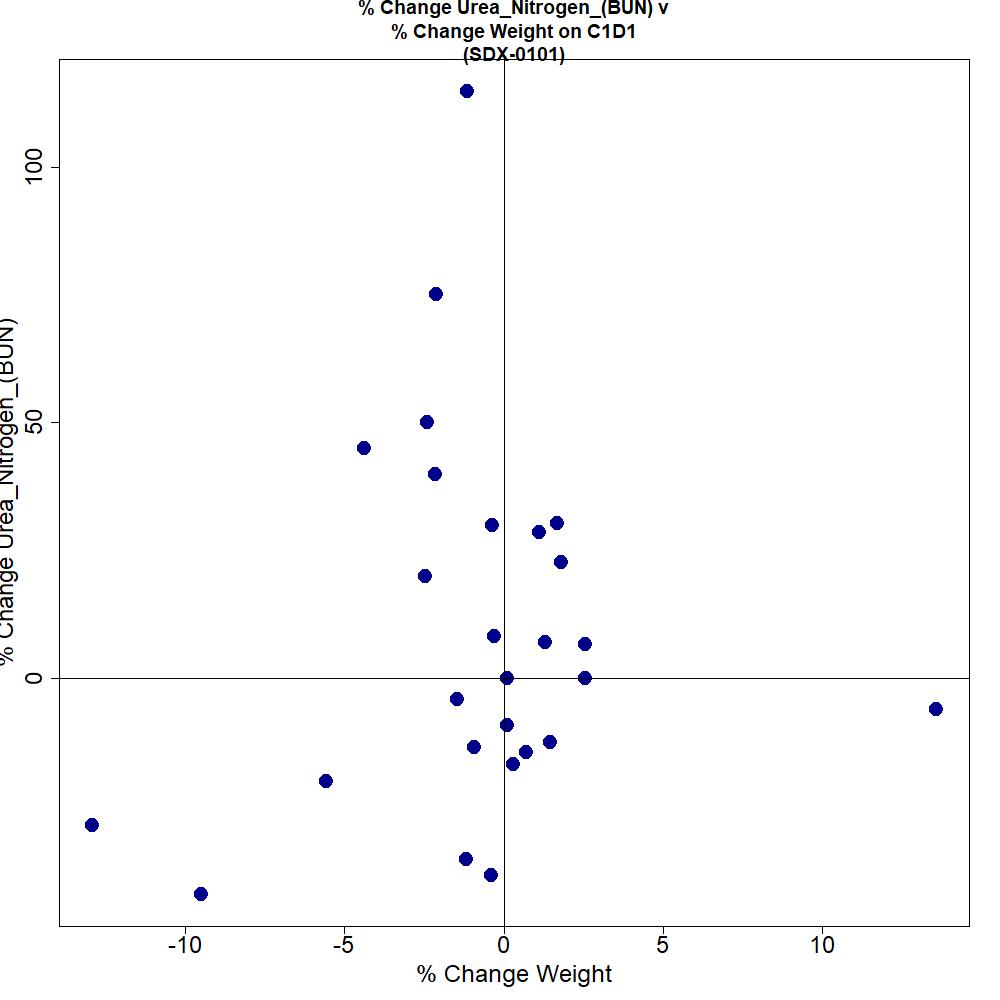 % Change Urea_Nitrogen_(BUN) v
% Change Weight on C1D1
(SDX-0101)
% Change Urea_Nitrogen_(BUN)
100
50
0
-10
-5
0
5
10
% Change Weight